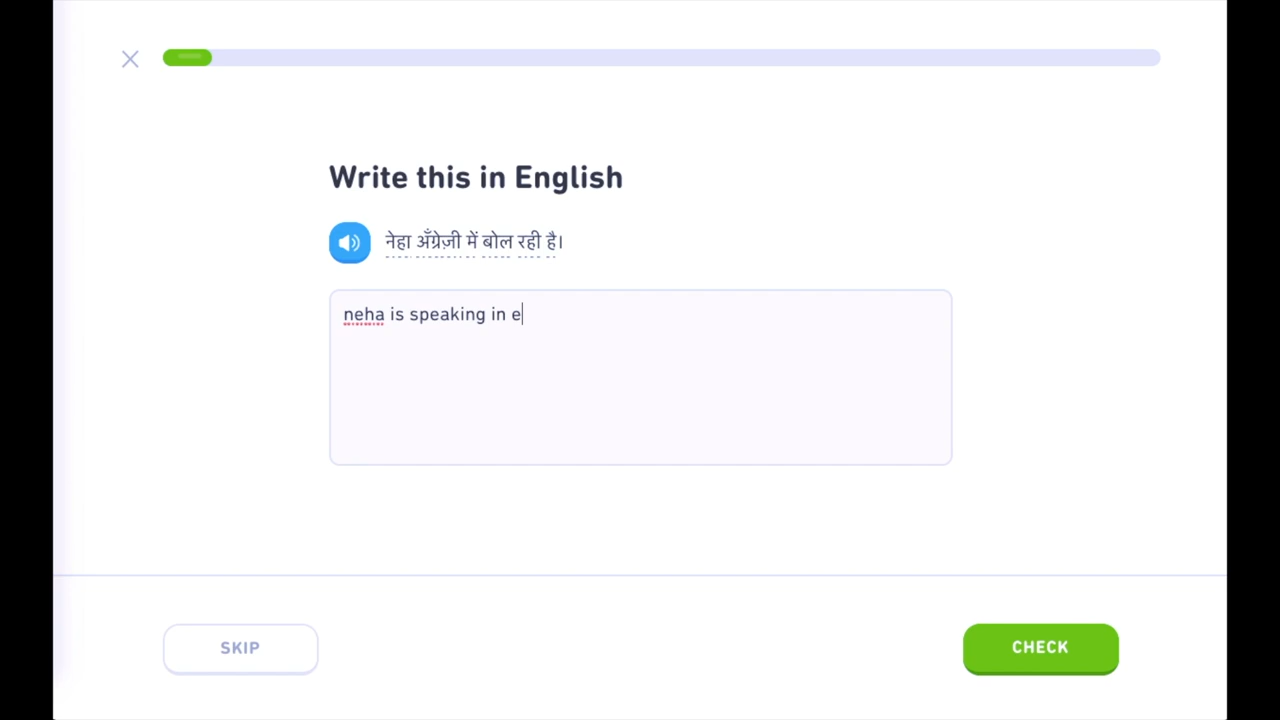 Write this in English
नेहा अँग्रेज़ी में बोल रही है।
neha is speaking in e
SKIP
CHECK